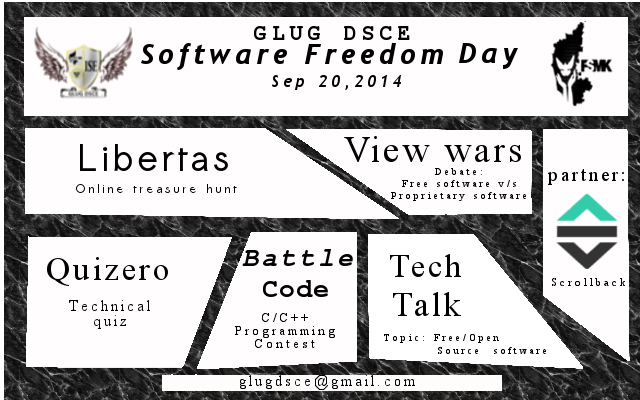 GLUG DSCE
Software Freedom Day
Sep 20,2014
ISE
GLUG DSCE
FSMK
Libertas
Online treasure hunt
View wars
Debate:
Free software v/s
Proprietary software
partner:
Scrollback
Quizero
Technical
quiz
Battle
Code
C/C++
Programming
Contest
Tech
Talk
Topic: Free/Open
Source software
glugdsce@gmail.com